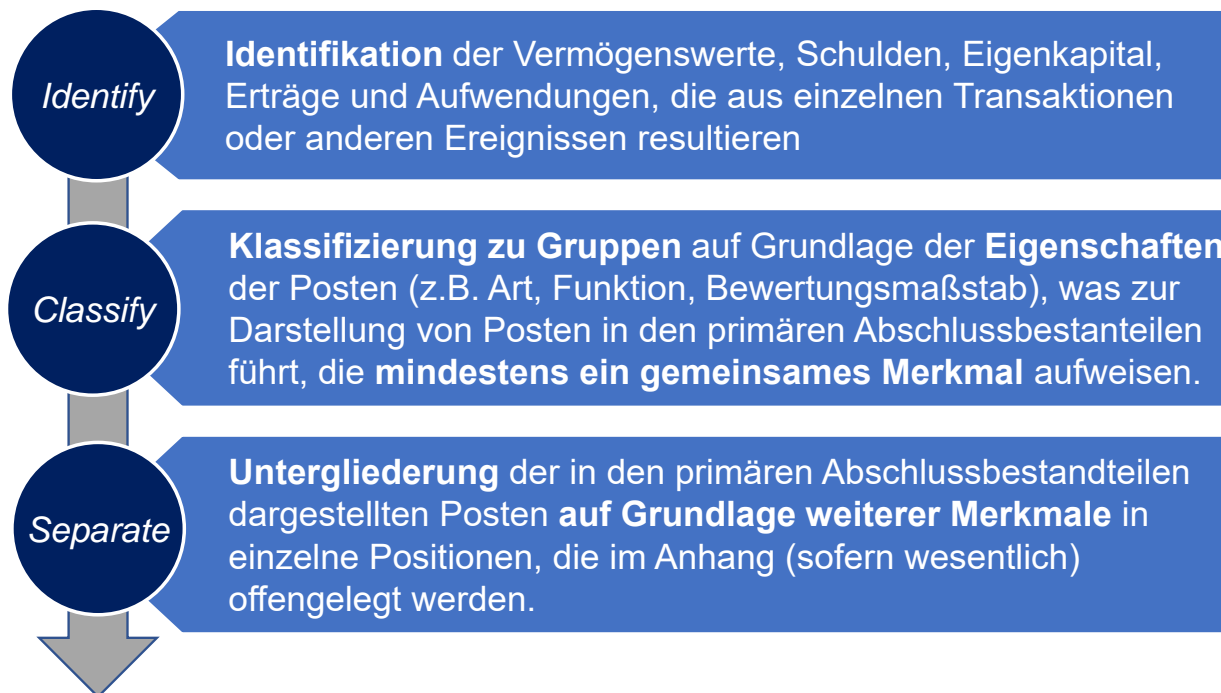 Identify
Identifikation der Vermögenswerte, Schulden, Eigenkapital,
Erträge und Aufwendungen, die aus einzelnen Transaktionen
oder anderen Ereignissen resultieren
Classify
Klassifizierung zu Gruppen auf Grundlage der Eigenschaften
der Posten (z.B. Art, Funktion, Bewertungsmaßstab), was zur
Darstellung von Posten in den primären Abschlussbestanteilen
führt, die mindestens ein gemeinsames Merkmal aufweisen.
Separate
Untergliederung der in den primären Abschlussbestandteilen
dargestellten Posten auf Grundlage weiterer Merkmale in
einzelne Positionen, die im Anhang (sofern wesentlich)
offengelegt werden.